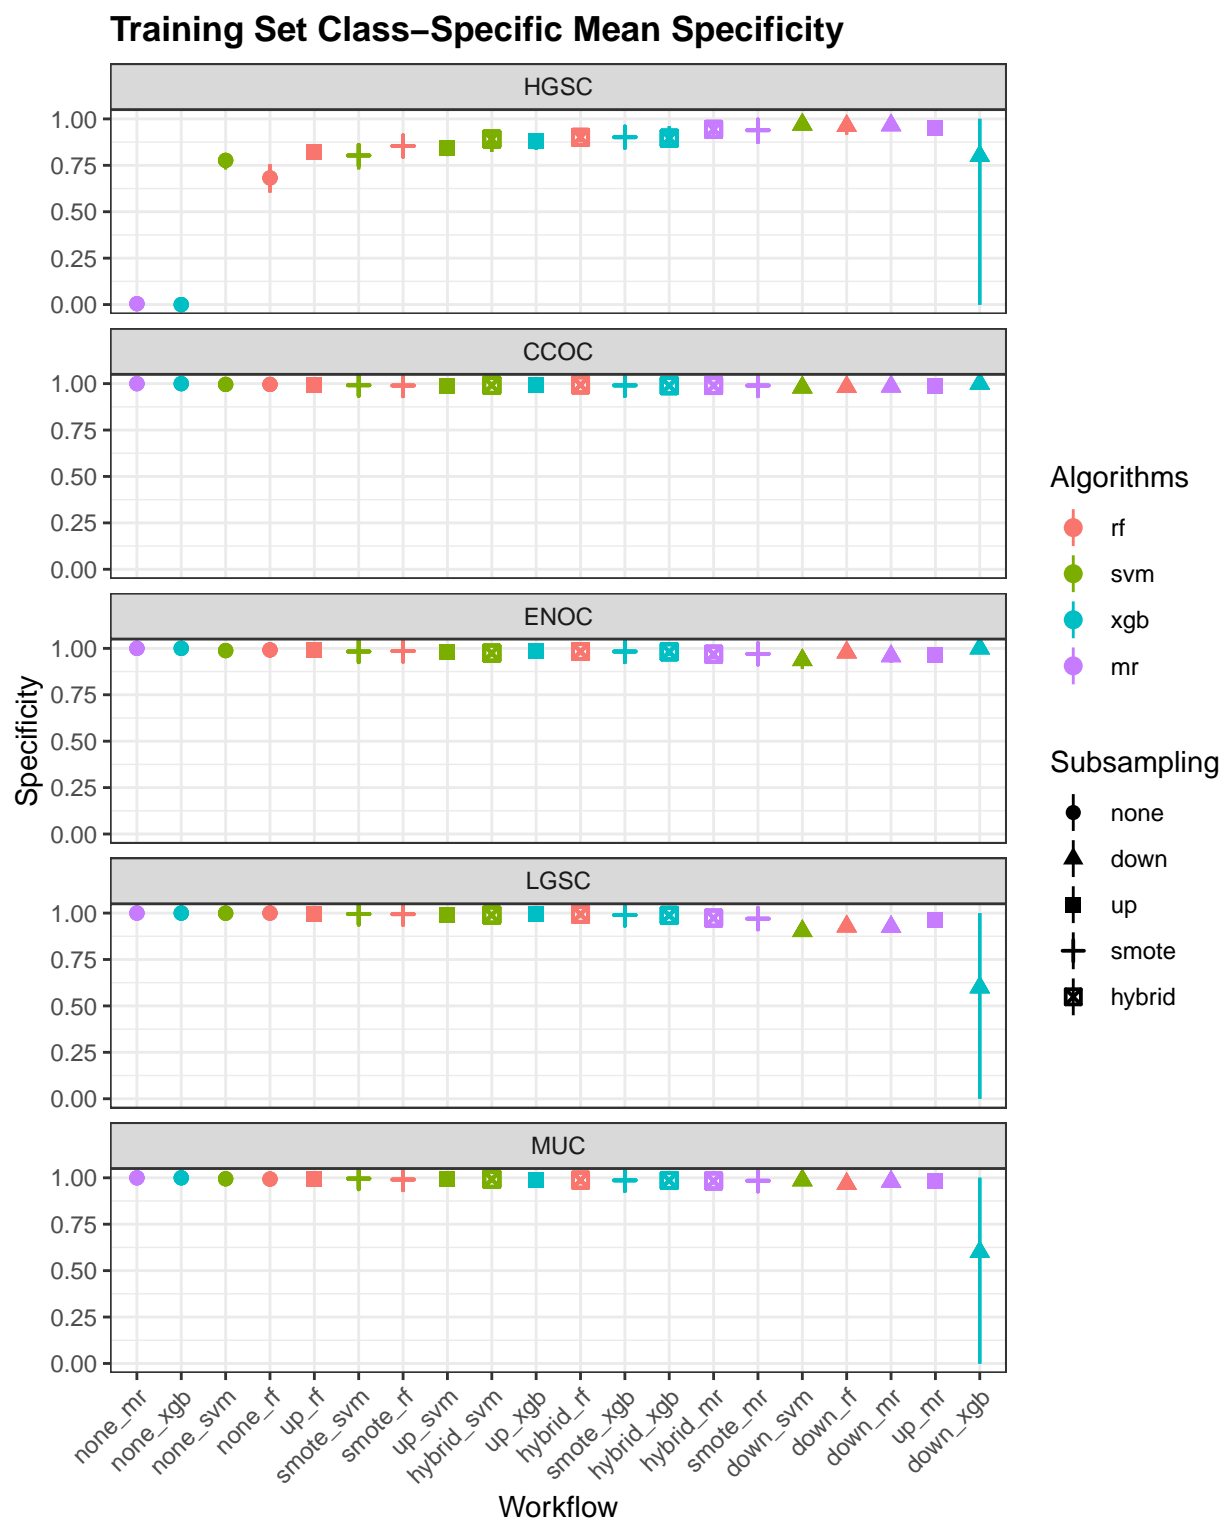 Training Set Class–Specific Mean Specificity
HGSC
1.00
0.75
0.50
0.25
0.00
CCOC
1.00
0.75
0.50
0.25
0.00
ENOC
1.00
0.75
0.50
0.25
0.00
LGSC
1.00
0.75
0.50
0.25
0.00
MUC
1.00
0.75
0.50
0.25
0.00
Specificity
none_mr
none_xgb
none_svm
none_rf
up_rf
smote_svm
smote_rf
up_svm
hybrid_svm
up_xgb
hybrid_rf
smote_xgb
hybrid_xgb
hybrid_mr
smote_mr
down_svm
down_rf
down_mr
up_mr
down_xgb
Workflow
Algorithms
rf
svm
xgb
mr
Subsampling
none
down
up
smote
hybrid